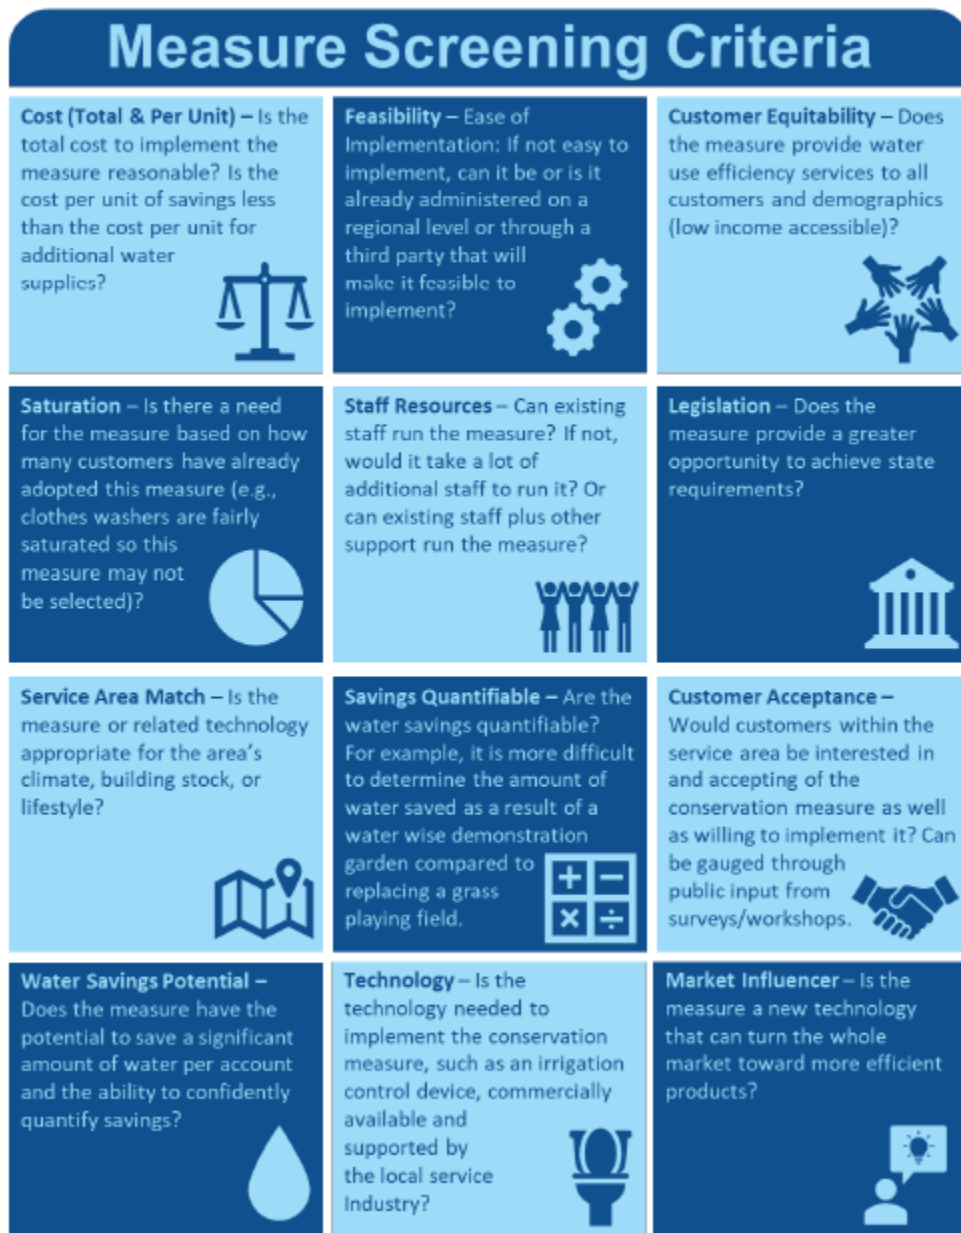 Measure Screening Criteria
Cost (Total & Per Unit) – Is the
total cost to implement the
measure reasonable? Is the
cost per unit of savings less
than the cost per unit for
additional water
supplies?
Feasibility – Ease of
Implementation: If not easy to
implement, can it be or is it
already administered on a
regional level or through a
third party that will
make it feasible to
implement?
Customer Equitability – Does
the measure provide water
use efficiency services to all
customers and demographics
(low income accessible)?
Saturation – Is there a need
for the measure based on how
many customers have already
adopted this measure (e.g.,
clothes washers are fairly
saturated so this
measure may not
be selected)?
Staff Resources – Can existing
staff run the measure? If not,
would it take a lot of
additional staff to run it? Or
can existing staff plus other
support run the measure?
Legislation – Does the
measure provide a greater
opportunity to achieve state
requirements?
Service Area Match – Is the
measure or related technology
appropriate for the area's
climate, building stock, or
lifestyle?
Savings Quantifiable – Are the
water savings quantifiable?
For example, it is more difficult
to determine the amount of
water saved as a result of a
water wise demonstration
garden compared to
replacing a grass
playing field.
Customer Acceptance –
Would customers within the
service area be interested in
and accepting of the
conservation measure as well
as willing to implement it? Can
be gauged through
public input from
surveys/workshops.
Water Savings Potential –
Does the measure have the
potential to save a significant
amount of water per account
and the ability to confidently
quantify savings?
Technology – Is the
technology needed to
implement the conservation
measure, such as an irrigation
control device, commercially
available and
supported by
the local service
Industry?
Market Influencer – Is the
measure a new technology
that can turn the whole
market toward more efficient
products?